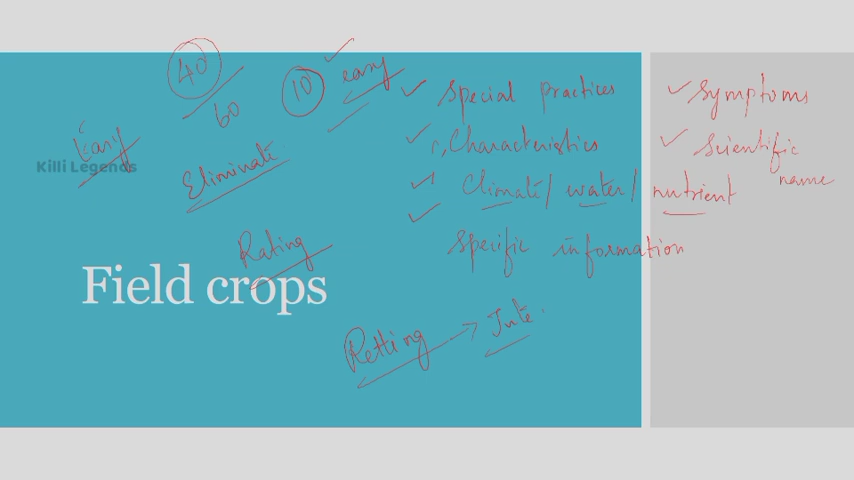 40
60
10
easy
Easy
Killi Legends
Eliminate
Rating
Field crops
Retting → Jute
Special practices
Characteristics
Climate/ water/ nutrient
Specific information
Symptoms
Scientific
name